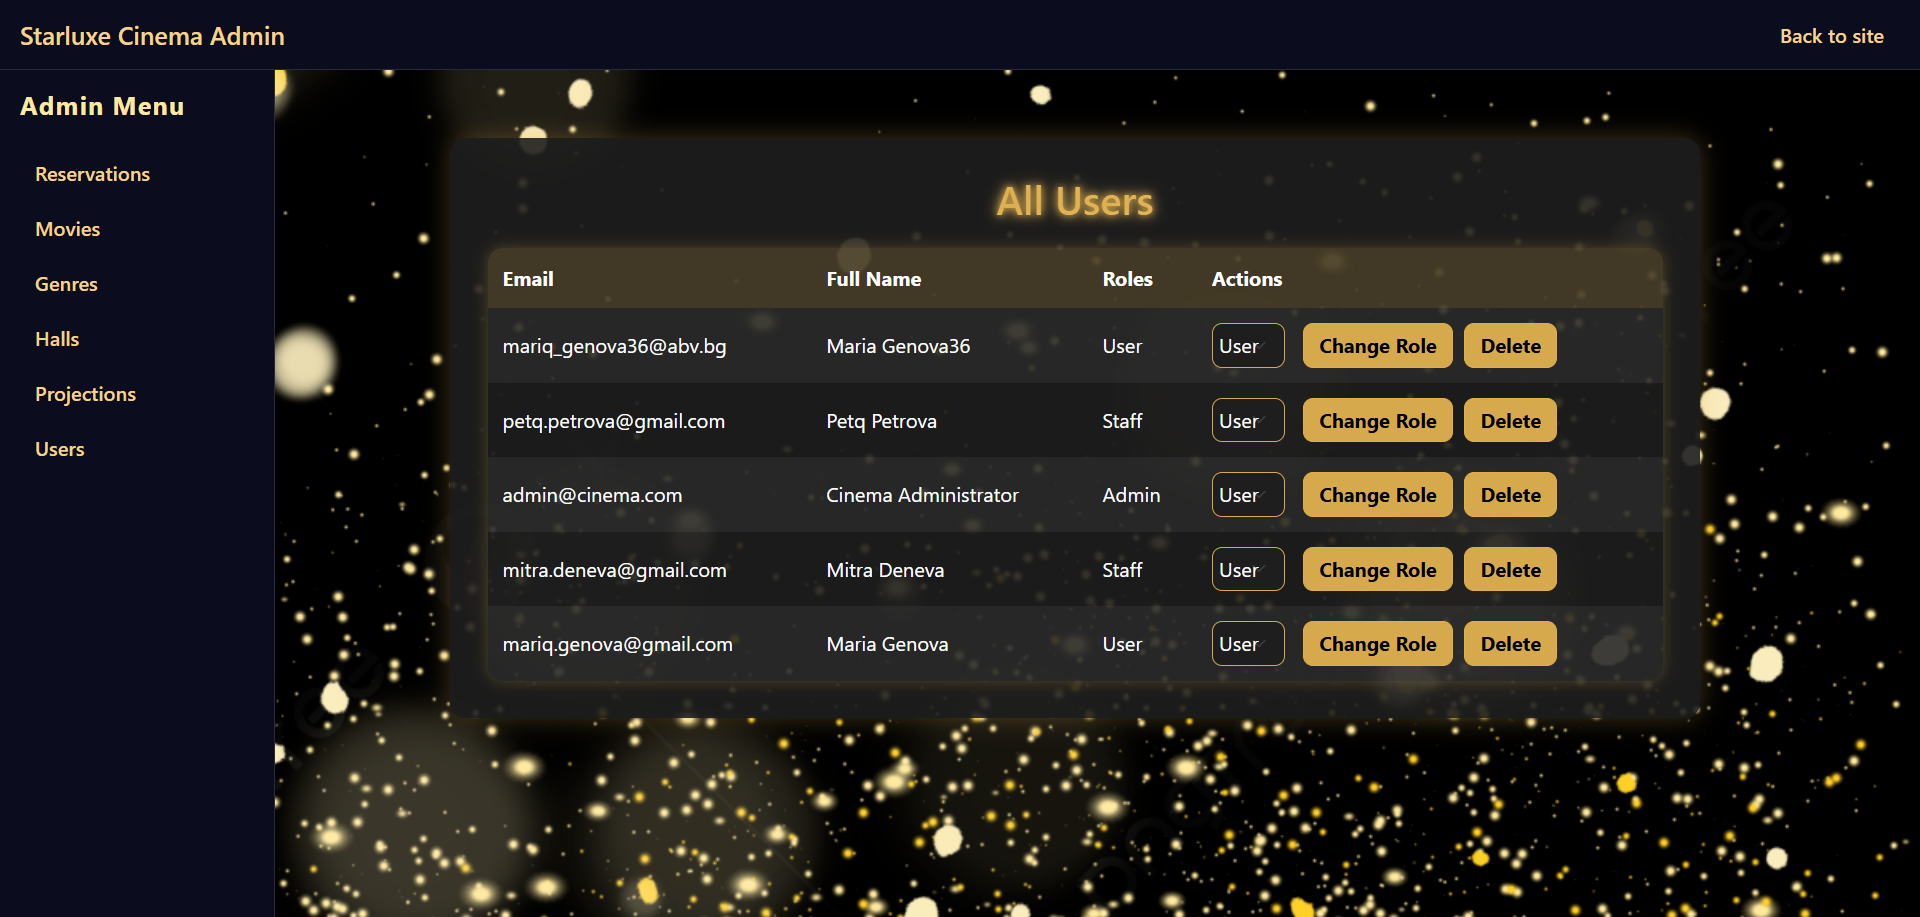 Starluxe Cinema Admin
Back to site
Admin Menu
Reservations
Movies
Genres
Halls
Projections
Users
All Users
Email Full Name Roles Actions
mariq_genova36@abv.bg Maria Genova36 User User Change Role Delete
petq.petrova@gmail.com Petq Petrova Staff User Change Role Delete
admin@cinema.com Cinema Administrator Admin User Change Role Delete
mitra.deneva@gmail.com Mitra Deneva Staff User Change Role Delete
mariq.genova@gmail.com Maria Genova User User Change Role Delete